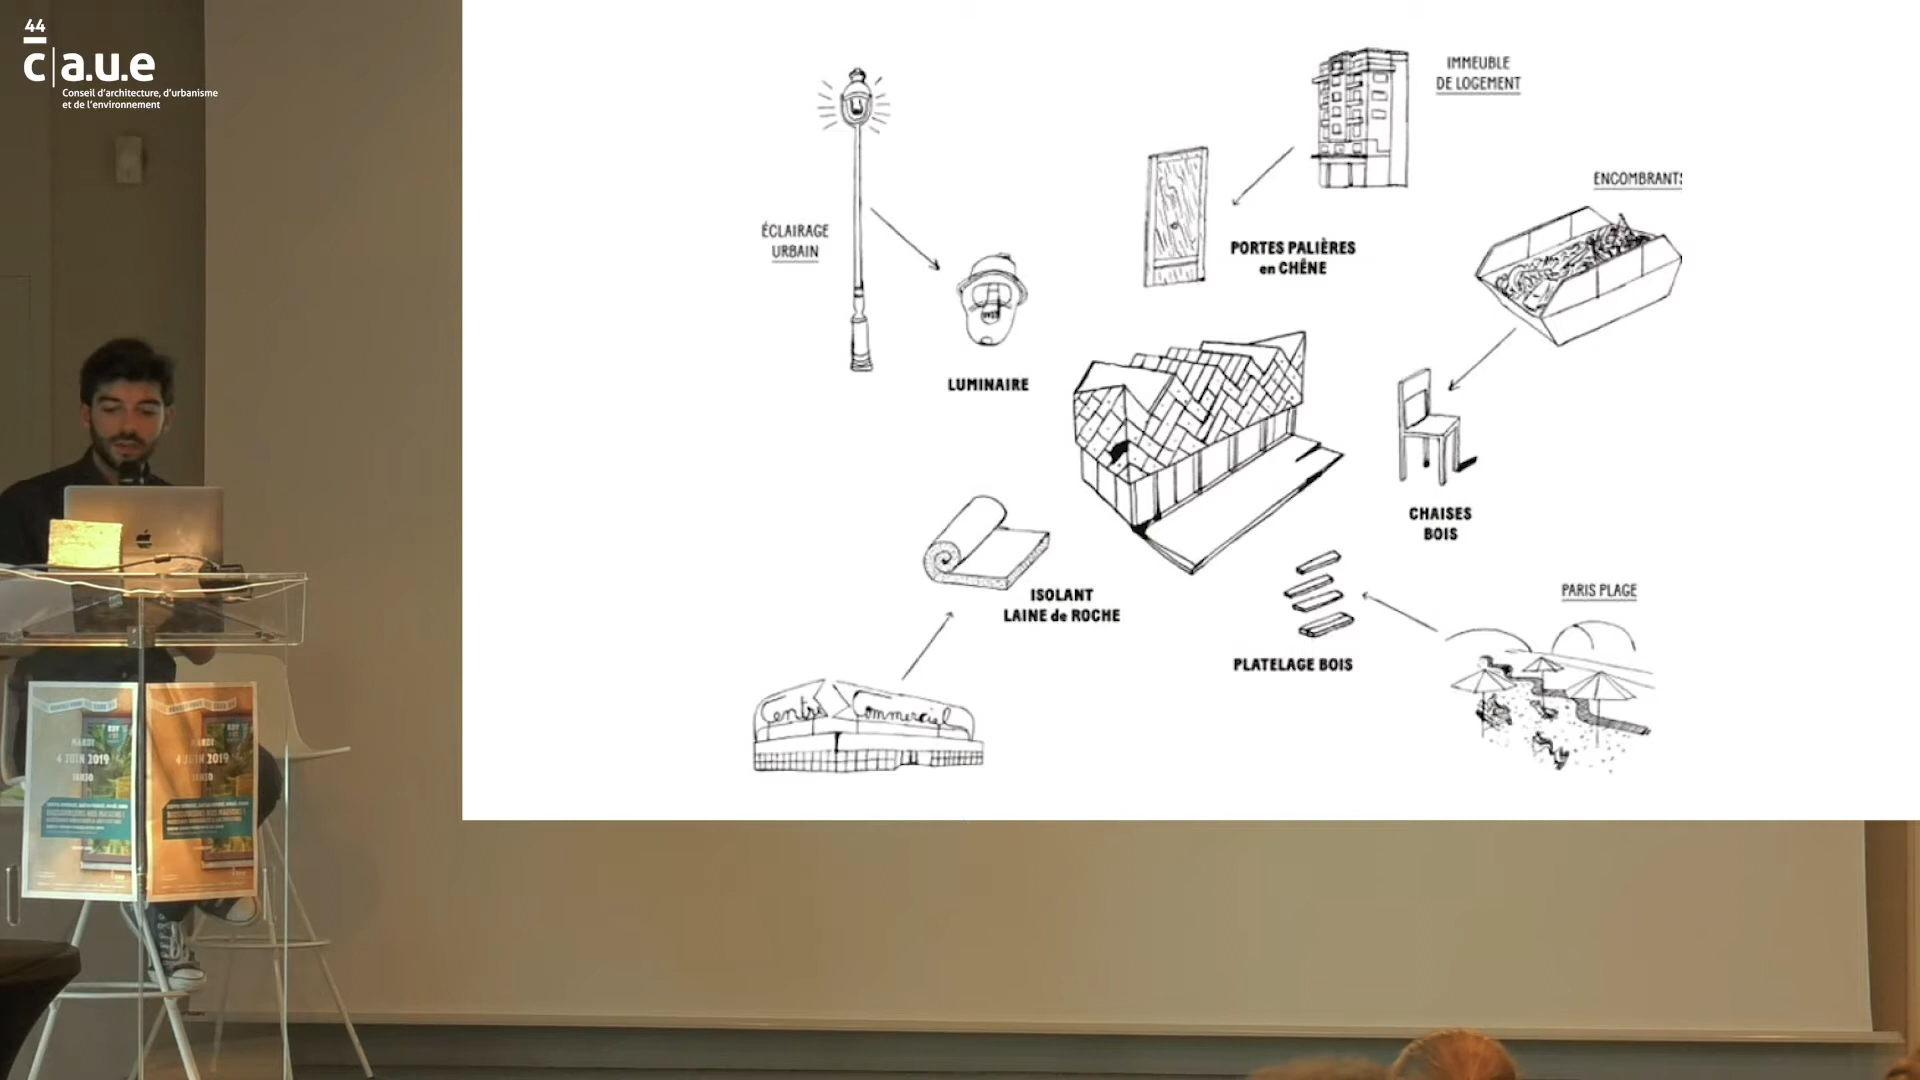 44
c|a.u.e
Conseil d'architecture, d'urbanisme
et de l'environnement
IMMEUBLE
DE LOGEMENT
ENCOMBRANTS
ÉCLAIRAGE
URBAIN
PORTES PALIÈRES
en CHÊNE
LUMINAIRE
CHAISES
BOIS
ISOLANT
LAINE de ROCHE
PARIS PLAGE
PLATELAGE BOIS
Centre Commercial
MARDI
4 JUIN 2019
18H30
MARDI
4 JUIN 2019
18H30